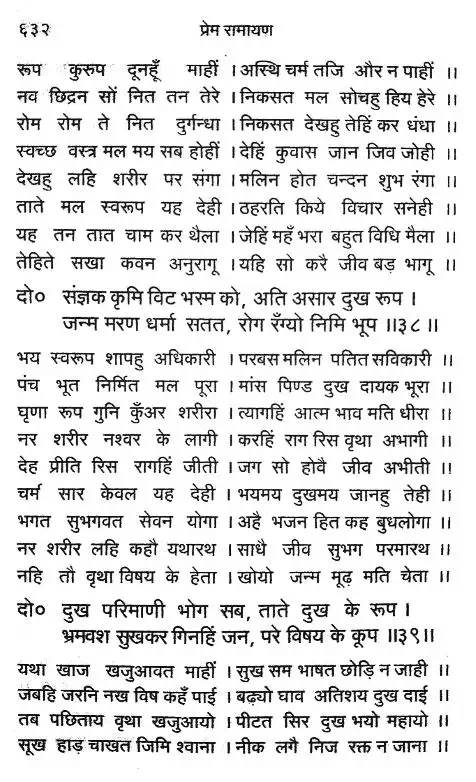 ६३२ प्रेम रामायण
रूप कुरुप दूनहूँ माहीं । अस्थि चर्म तजि और न पाहीं ॥
नव छिद्रन सों नित तन तेरे । निकसत मल सोचहु हिय हेरे ॥
रोम रोम ते नित दुर्गन्धा । निकसत देखहु तेहिं कर धंधा ॥
स्वच्छ वस्त्र मल मय सब होहीं । देहिं कुवास जान जिव जोही ॥
देखहु लहि शरीर पर संगा । मलिन होत चन्दन शुभ रंगा ॥
ताते मल स्वरूप यह देही । ठहरति किये विचार सनेही ॥
यह तन तात चाम कर थैला । जेहिं महँ भरा बहुत विधि मैला ॥
तेहिते सखा कवन अनुरागू । यहि सो करै जीव बड़ भागू ॥
दो० संज्ञक कृमि विट भस्म को, अति असार दुख रूप ।
जन्म मरण धर्मा सतत, रोग रँग्यो निमि भूप ॥३८॥
भय स्वरूप शापहु अधिकारी । परबस मलिन पतित सविकारी ॥
पंच भूत निर्मित मल पूरा । मांस पिण्ड दुख दायक भूरा ॥
घृणा रूप गुनि कुँअर शरीरा । त्यागहिं आत्म भाव मति धीरा ॥
नर शरीर नश्वर के लागी । करहिं राग रिस वृथा अभागी ॥
देह प्रीति रिस रागहिं जीती । जग सो होवै जीव अभीती ॥
चर्म सार केवल यह देही । भयमय दुखमय जानहु तेही ॥
भगत सुभगवत सेवन योगा । अहै भजन हित कह बुधलोगा ॥
नर शरीर लहि कहौ यथारथ । साधै जीव सुभग परमारथ ॥
नहि तौ वृथा विषय के हेता । खोयो जन्म मूढ़ मति चेता ॥
दो० दुख परिमाणी भोग सब, ताते दुख के रूप ।
भ्रमवश सुखकर गिनहिं जन, परे विषय के कूप ॥३९॥
यथा खाज खजुआवत माहीं । सुख सम भाषत छोड़ि न जाही ॥
जबहिं जरनि नख विष कहँ पाई । बढ़्यो घाव अतिशय दुख दाई ॥
तब पछिताय वृथा खजुआयो । पीटत सिर दुख भयो महायो ॥
सूख हाड़ चाखत जिमि श्वाना । नीक लगै निज रक्त न जाना ॥